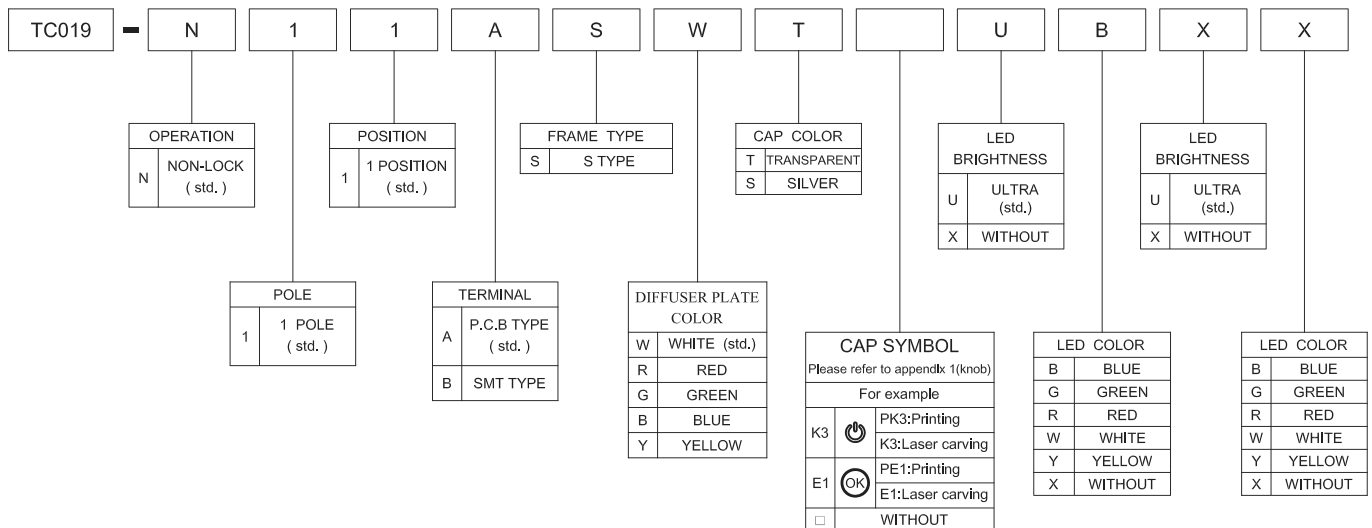 TC019 - N 1 1 A S W T U B X X
OPERATION
N NON-LOCK
( std. )
POSITION
1 1 POSITION
( std. )
FRAME TYPE
S S TYPE
CAP COLOR
T TRANSPARENT
S SILVER
LED
BRIGHTNESS
U ULTRA
(std.)
X WITHOUT
LED
BRIGHTNESS
U ULTRA
(std.)
X WITHOUT
POLE
1 1 POLE
( std. )
TERMINAL
A P.C.B TYPE
( std. )
B SMT TYPE
DIFFUSER PLATE
COLOR
W WHITE (std.)
R RED
G GREEN
B BLUE
Y YELLOW
CAP SYMBOL
Please refer to appendix 1(knob)
For example
K3 PK3:Printing
K3:Laser carving
E1 OK PE1:Printing
E1:Laser carving
□ WITHOUT
LED COLOR
B BLUE
G GREEN
R RED
W WHITE
Y YELLOW
X WITHOUT
LED COLOR
B BLUE
G GREEN
R RED
W WHITE
Y YELLOW
X WITHOUT